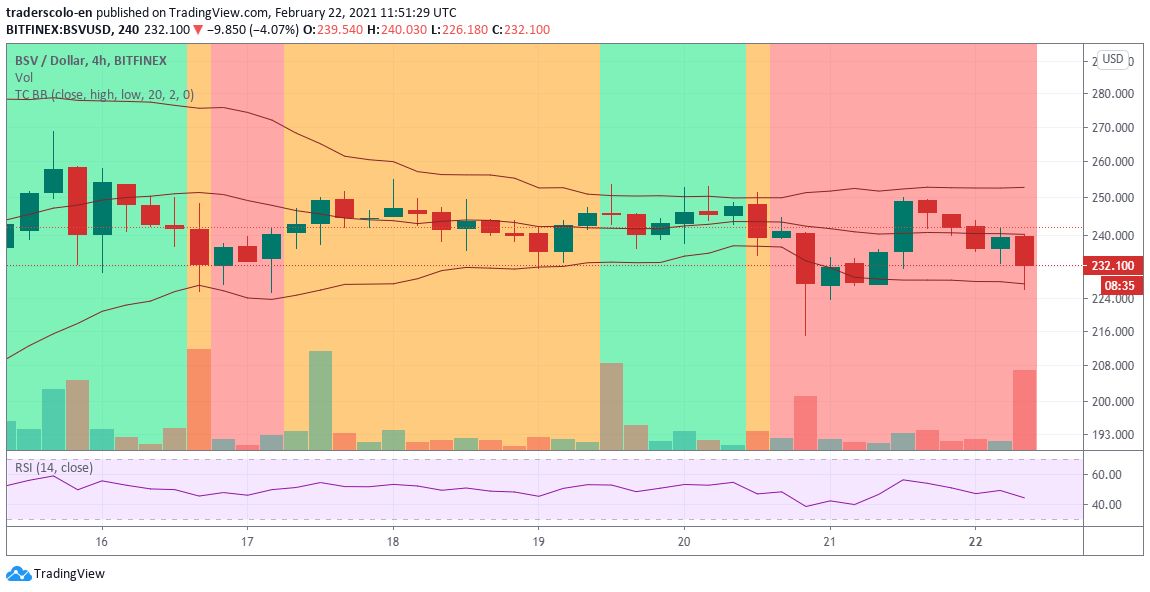 traderscolo-en published on TradingView.com, February 22, 2021 11:51:29 UTC
BITFINEX:BSVUSD, 240 232.100 ▼ −9.850 (−4.07%) O:239.540 H:240.030 L:226.180 C:232.100
BSV / Dollar, 4h, BITFINEX
Vol
TC BB (close, high, low, 20, 2, 0)
USD
280.000
270.000
260.000
250.000
240.000
232.100
08:35
224.000
216.000
208.000
200.000
193.000
RSI (14, close)
60.00
40.00
16 17 18 19 20 21 22
TradingView